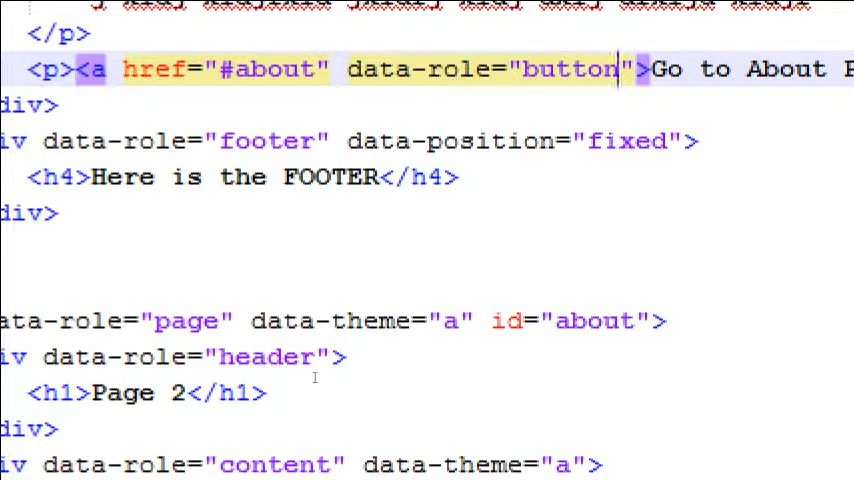 </p>
<p><a href="#about" data-role="button">Go to About
div>
iv data-role="footer" data-position="fixed">
<h4>Here is the FOOTER</h4>
div>
ata-role="page" data-theme="a" id="about">
iv data-role="header">
<h1>Page 2</h1>
div>
iv data-role="content" data-theme="a">